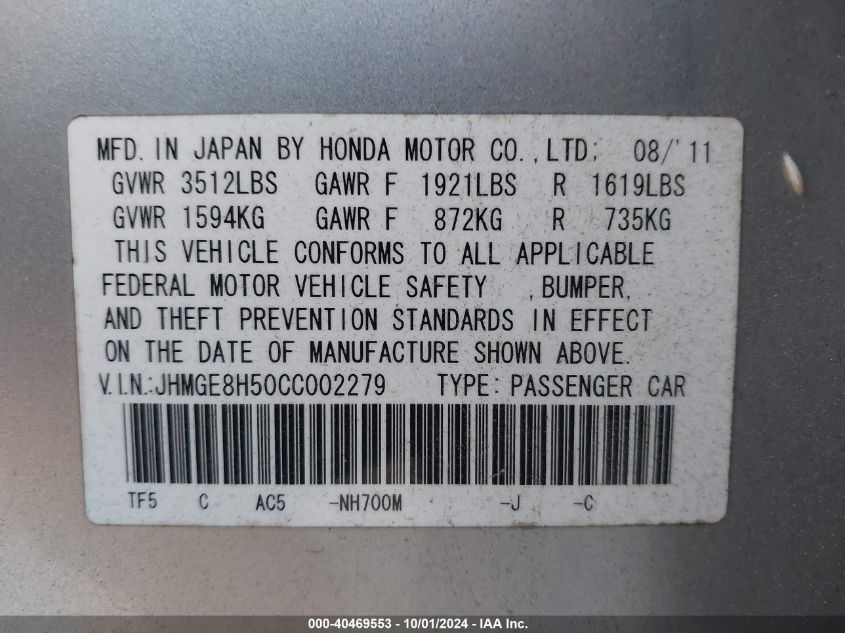 MFD. IN JAPAN BY HONDA MOTOR CO., LTD. 08/'11
GVWR 3512LBS GAWR F 1921LBS R 1619LBS
GVWR 1594KG GAWR F 872KG R 735KG
THIS VEHICLE CONFORMS TO ALL APPLICABLE
FEDERAL MOTOR VEHICLE SAFETY , BUMPER,
AND THEFT PREVENTION STANDARDS IN EFFECT
ON THE DATE OF MANUFACTURE SHOWN ABOVE.
V.I.N.:JHMGE8H50CC002279 TYPE: PASSENGER CAR
TF5 C AC5 -NH700M -J -C
000-40469553 - 10/01/2024 - IAA Inc.